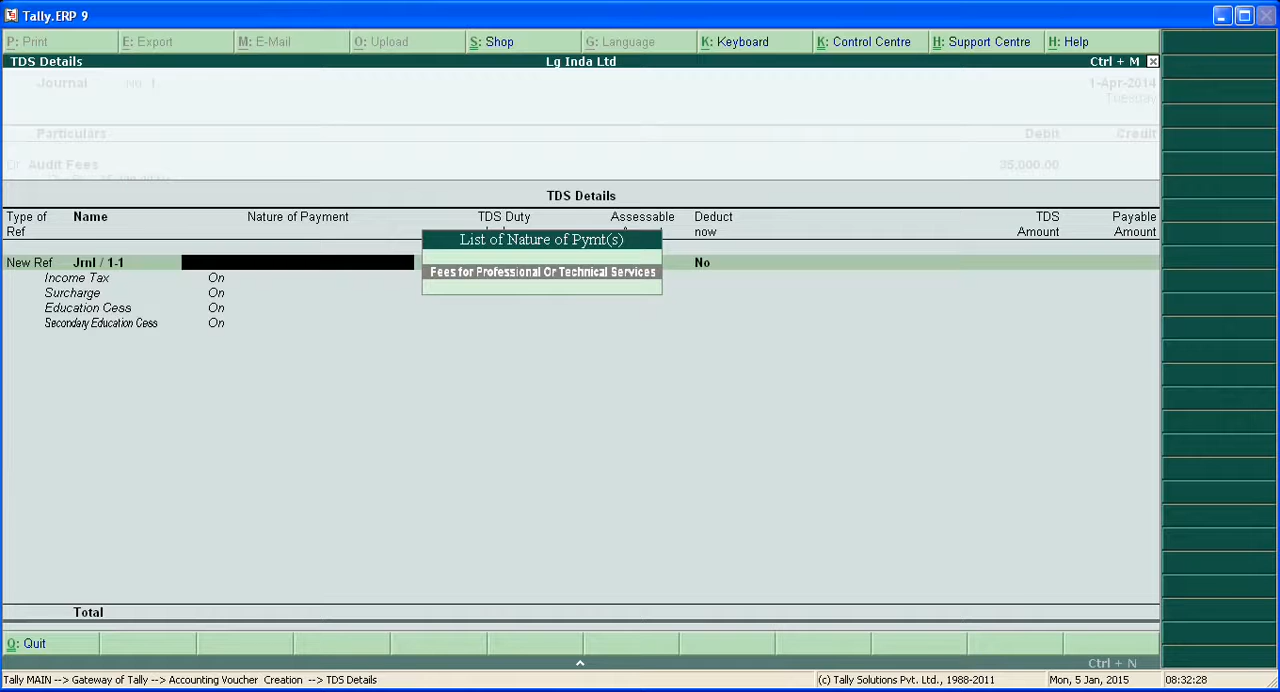 Tally.ERP 9
P: Print E: Export M: E-Mail O: Upload S: Shop G: Language K: Keyboard K: Control Centre H: Support Centre H: Help
TDS Details Lg Inda Ltd Ctrl + M
Journal No 1 1-Apr-2014
Tuesday
Particulars Debit Credit
Dr Audit Fees 35,000.00
TDS Details
Type of Name Nature of Payment TDS Duty Assessable Deduct TDS Payable
Ref now Amount Amount
List of Nature of Pymt(s)
New Ref Jrnl / 1-1 No
Fees for Professional Or Technical Services
Income Tax On
Surcharge On
Education Cess On
Secondary Education Cess On
Total
Q: Quit
Ctrl + N
Tally MAIN --> Gateway of Tally --> Accounting Voucher Creation --> TDS Details (c) Tally Solutions Pvt. Ltd., 1988-2011 Mon, 5 Jan, 2015 08:32:28